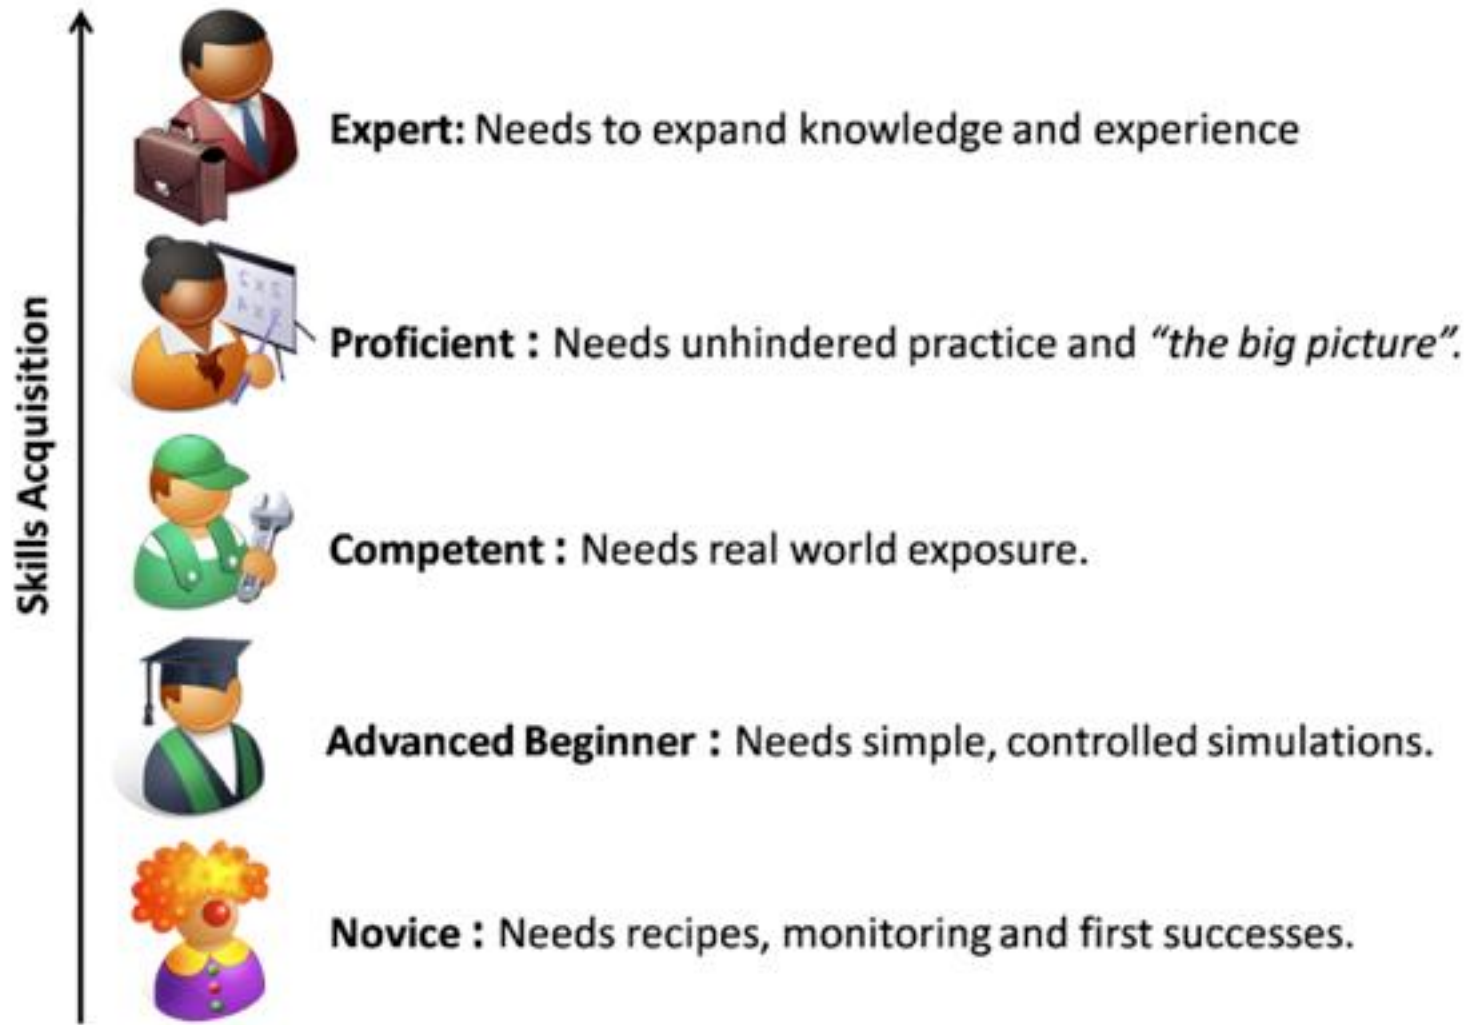 Skills Acquisition
Expert: Needs to expand knowledge and experience
Proficient : Needs unhindered practice and “the big picture”.
Competent : Needs real world exposure.
Advanced Beginner : Needs simple, controlled simulations.
Novice : Needs recipes, monitoring and first successes.